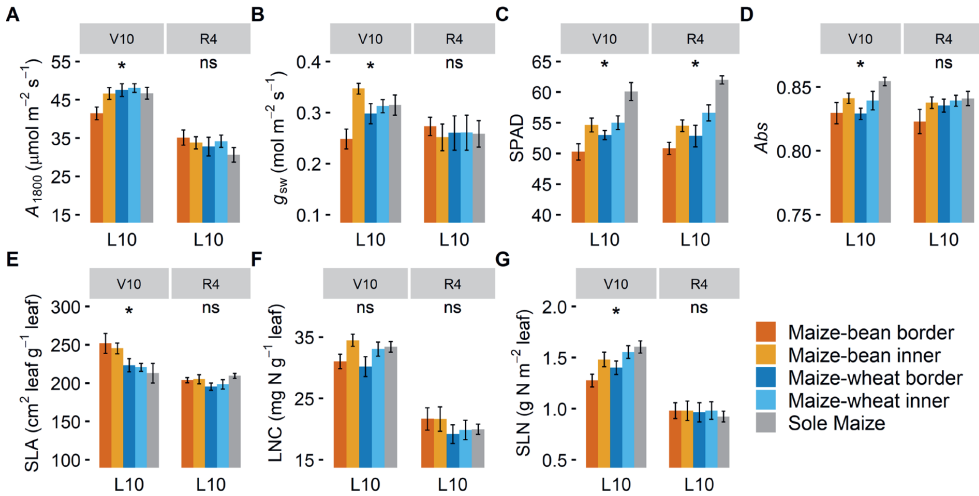 A
V10
R4
A1800 (μmol m−2 s−1)
55
45
35
25
15
*
ns
L10
L10
B
V10
R4
gsw (mol m−2 s−1)
0.4
0.3
0.2
0.1
*
ns
L10
L10
C
V10
R4
SPAD
65
60
55
50
45
40
*
*
L10
L10
D
V10
R4
Abs
0.85
0.80
0.75
*
ns
L10
L10
E
V10
R4
SLA (cm2 leaf g−1 leaf)
300
250
200
150
100
*
ns
L10
L10
F
V10
R4
LNC (mg N g−1 leaf)
35
25
15
ns
ns
L10
L10
G
V10
R4
SLN (g N m−2 leaf)
2.0
1.5
1.0
0.5
*
ns
L10
L10
Maize-bean border
Maize-bean inner
Maize-wheat border
Maize-wheat inner
Sole Maize